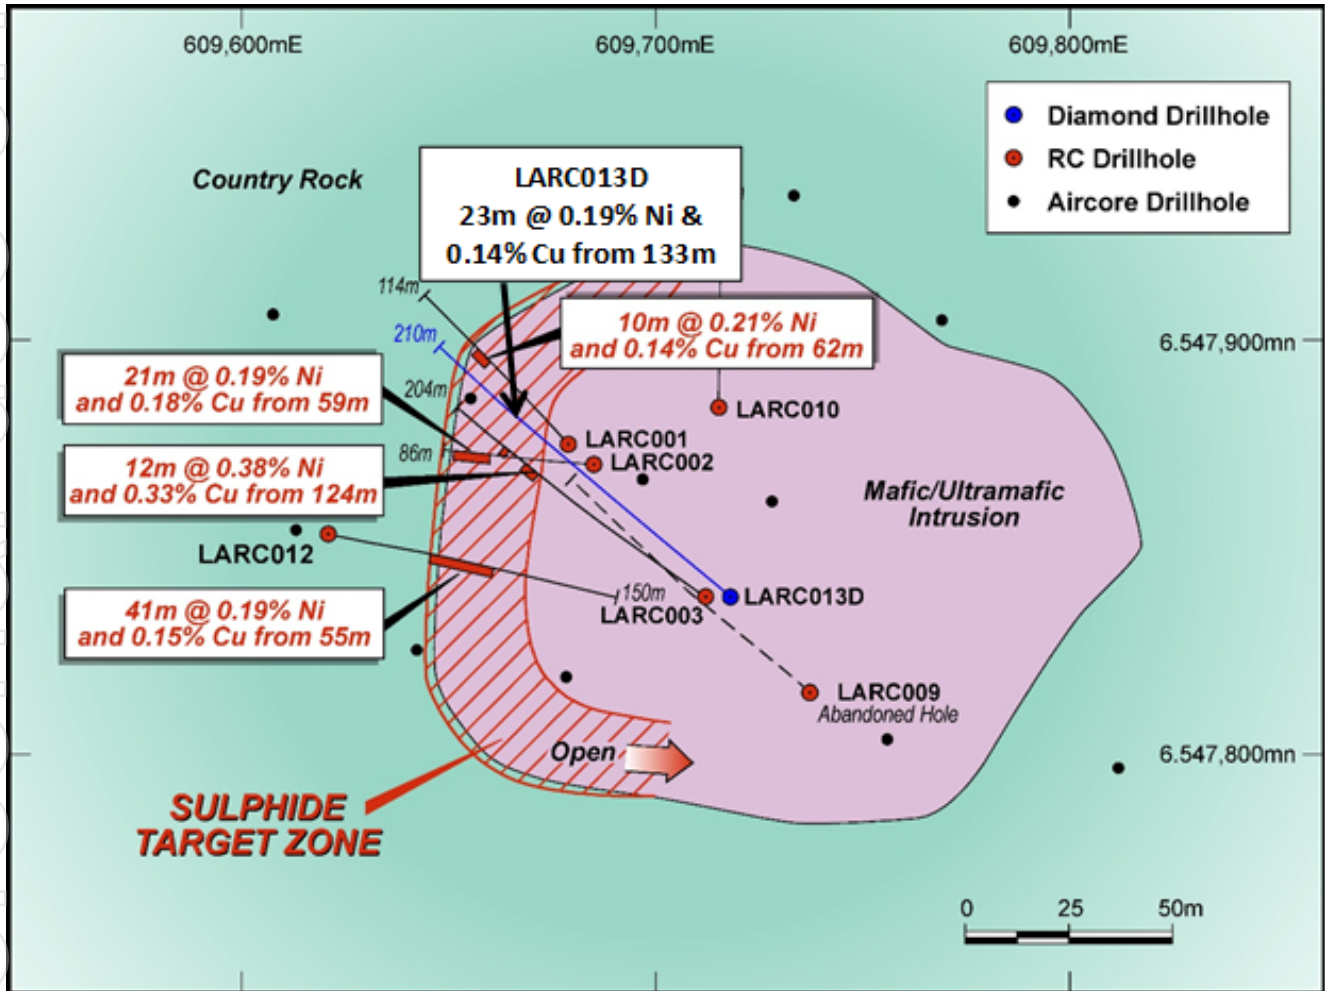 609,600mE
609,700mE
609,800mE
Diamond Drillhole
RC Drillhole
Aircore Drillhole
Country Rock
LARC013D
23m @ 0.19% Ni &
0.14% Cu from 133m
114m
210m
10m @ 0.21% Ni
and 0.14% Cu from 62m
6.547,900mn
21m @ 0.19% Ni
and 0.18% Cu from 59m
204m
LARC010
LARC001
86m
LARC002
12m @ 0.38% Ni
and 0.33% Cu from 124m
Mafic/Ultramafic
Intrusion
LARC012
150m
LARC003
LARC013D
41m @ 0.19% Ni
and 0.15% Cu from 55m
LARC009
Abandoned Hole
Open
6.547,800mn
SULPHIDE
TARGET ZONE
0 25 50m